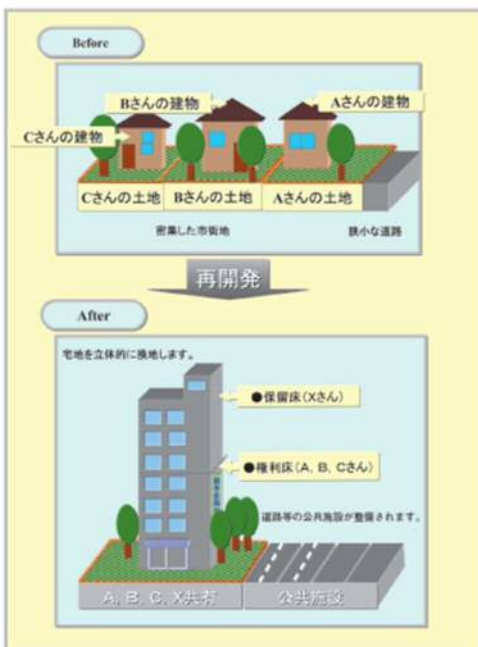 Before
Bさんの建物
Aさんの建物
Cさんの建物
Cさんの土地
Bさんの土地
Aさんの土地
密集した市街地
狭小な道路
再開発
After
宅地を立体的に換地します。
●保留床(Xさん)
●権利床(A, B, Cさん)
道路等の公共施設が整備されます。
A, B, C, X共有
公共施設